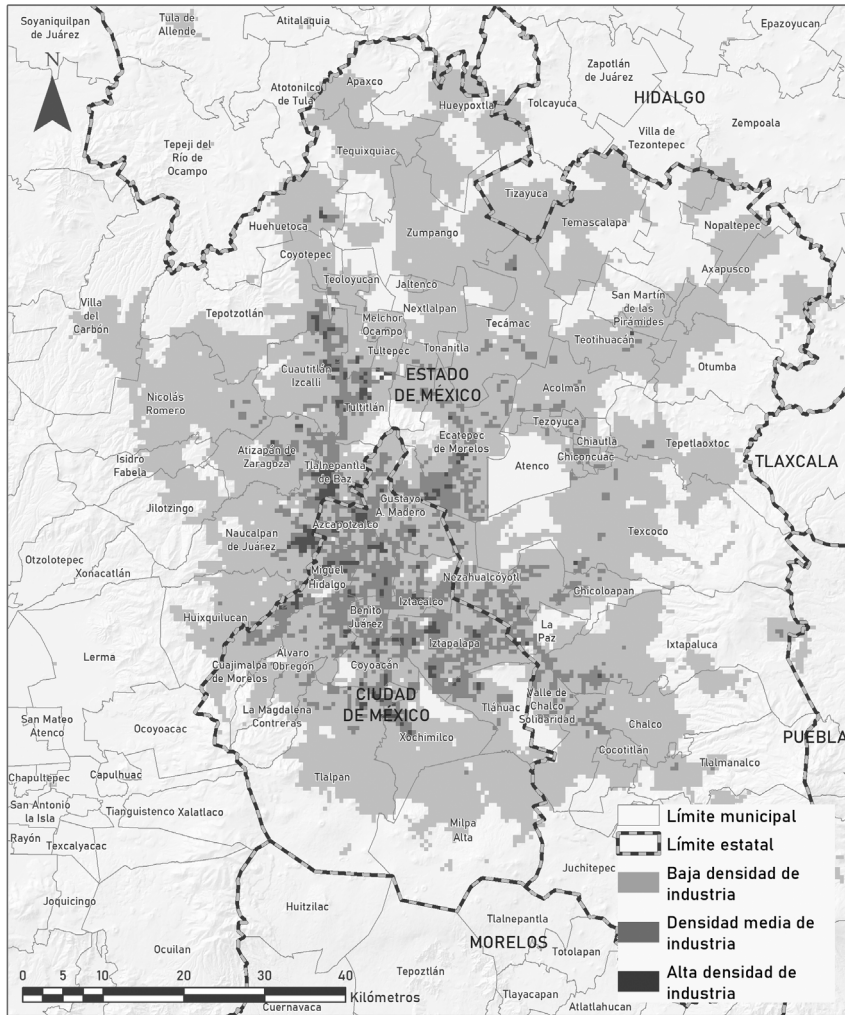 Soyaniquilpan
de Juárez
Tula de
Allende
Atitalaquia
Epazoyucan
N
Atotonilco
de Tula
Apaxco
Hueypoxtla
Tolcayuca
Zapotlán
de Juárez
HIDALGO
Villa de
Tezontepec
Zempoala
Tepeji del
Río de
Ocampo
Tequixquiac
Tizayuca
Temascalapa
Nopaltepec
Huehuetoca
Zumpango
Coyotepec
Axapusco
Teoloyucan
Jaltenco
Villa
del
Carbón
Tepotzotlán
Nextlalpan
San Martín
de las
Pirámides
Melchor
Ocampo
Tecámac
Teotihuacán
Tultepec
Tonanitla
Otumba
Cuautitlán
Izcalli
ESTADO
DE MÉXICO
Acolman
Nicolás
Romero
Tultitlán
Tezoyuca
Ecatepec
de Morelos
Chiautla
Tepetlaoxtoc
Atizapán de
Zaragoza
Chiconcuac
Isidro
Fabela
Tlalnepantla
de Baz
Atenco
TLAXCALA
Jilotzingo
Gustavo
A. Madero
Azcapotzalco
Naucalpan
de Juárez
Texcoco
Otzolotepec
Xonacatlán
Miguel
Hidalgo
Nezahualcóyotl
Chicoloapan
Iztacalco
Huixquilucan
Benito
Juárez
La
Paz
Iztapalapa
Ixtapaluca
Lerma
Cuajimalpa
de Morelos
Álvaro
Obregón
Coyoacán
CIUDAD
DE MÉXICO
Tláhuac
Valle de
Chalco
Solidaridad
La Magdalena
Contreras
San Mateo
Atenco
Ocoyoacac
Xochimilco
Chalco
PUEBLA
Cocotitlán
Tlalmanalco
Chapultepec
Capulhuac
Tlalpan
San Antonio
la Isla
Tianguistenco
Xalatlaco
Milpa
Alta
Rayón
Texcalyacac
Juchitepec
Joquicingo
Huitzilac
Tlalnepantla
Ocuilan
MORELOS
Totolapan
Tepoztlán
Tlayacapan
Atlatlahucan
Cuernavaca
Límite municipal
Límite estatal
Baja densidad de
industria
Densidad media de
industria
Alta densidad de
industria
0 5 10 20 30 40
Kilómetros